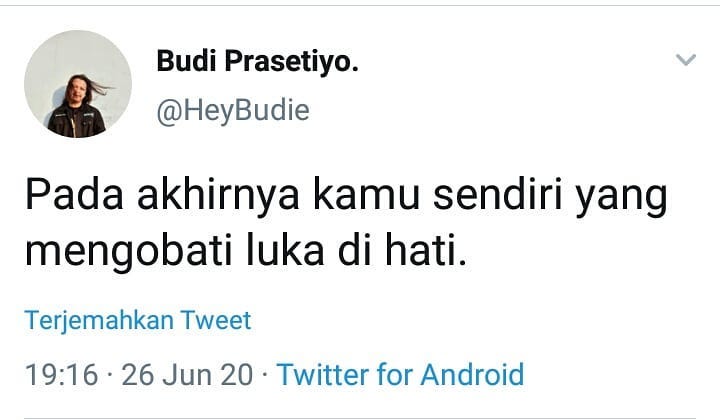 Budi Prasetiyo.
@HeyBudie
Pada akhirnya kamu sendiri yang
mengobati luka di hati.
Terjemahkan Tweet
19:16 · 26 Jun 20 · Twitter for Android